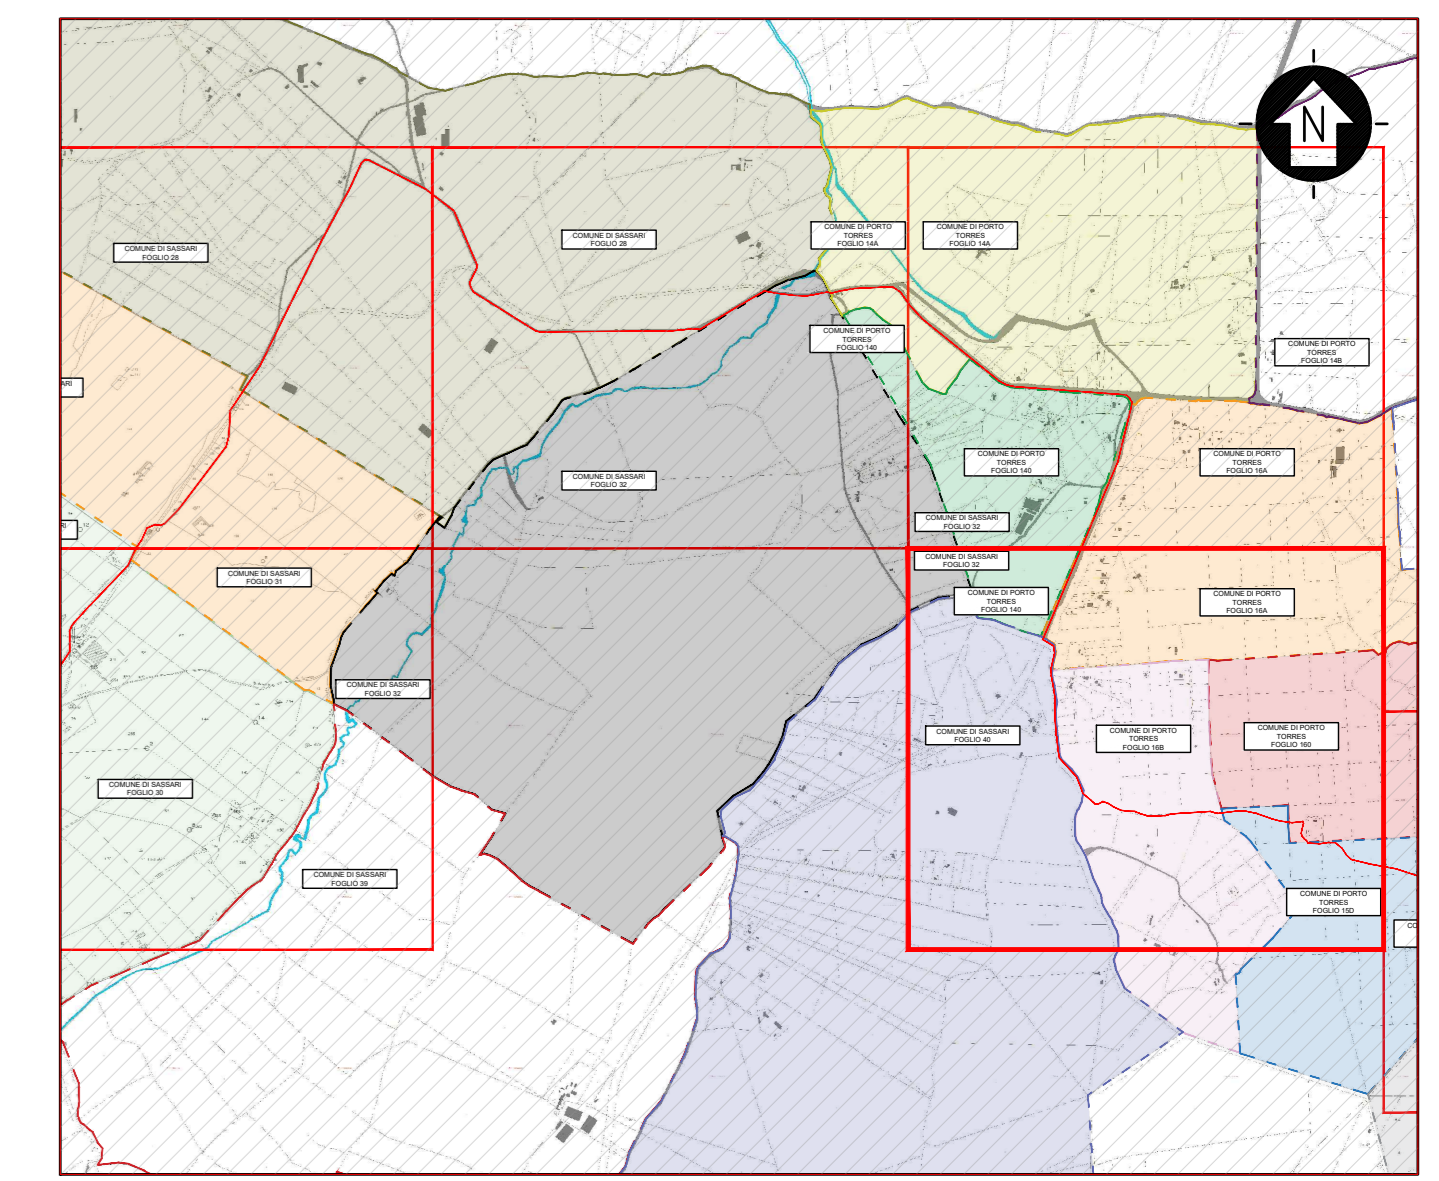 N
COMUNE DI SASSARI
FOGLIO 28
COMUNE DI SASSARI
FOGLIO 28
COMUNE DI PORTO
TORRES
FOGLIO 14A
COMUNE DI PORTO
TORRES
FOGLIO 14A
COMUNE DI PORTO
TORRES
FOGLIO 140
COMUNE DI PORTO
TORRES
FOGLIO 14B
COMUNE DI SASSARI
FOGLIO 32
COMUNE DI PORTO
TORRES
FOGLIO 140
COMUNE DI PORTO
TORRES
FOGLIO 16A
COMUNE DI SASSARI
FOGLIO 32
COMUNE DI SASSARI
FOGLIO 32
COMUNE DI SASSARI
FOGLIO 31
COMUNE DI PORTO
TORRES
FOGLIO 140
COMUNE DI PORTO
TORRES
FOGLIO 16A
COMUNE DI SASSARI
FOGLIO 32
COMUNE DI SASSARI
FOGLIO 40
COMUNE DI PORTO
TORRES
FOGLIO 16B
COMUNE DI PORTO
TORRES
FOGLIO 160
COMUNE DI SASSARI
FOGLIO 30
COMUNE DI SASSARI
FOGLIO 39
COMUNE DI PORTO
TORRES
FOGLIO 15D